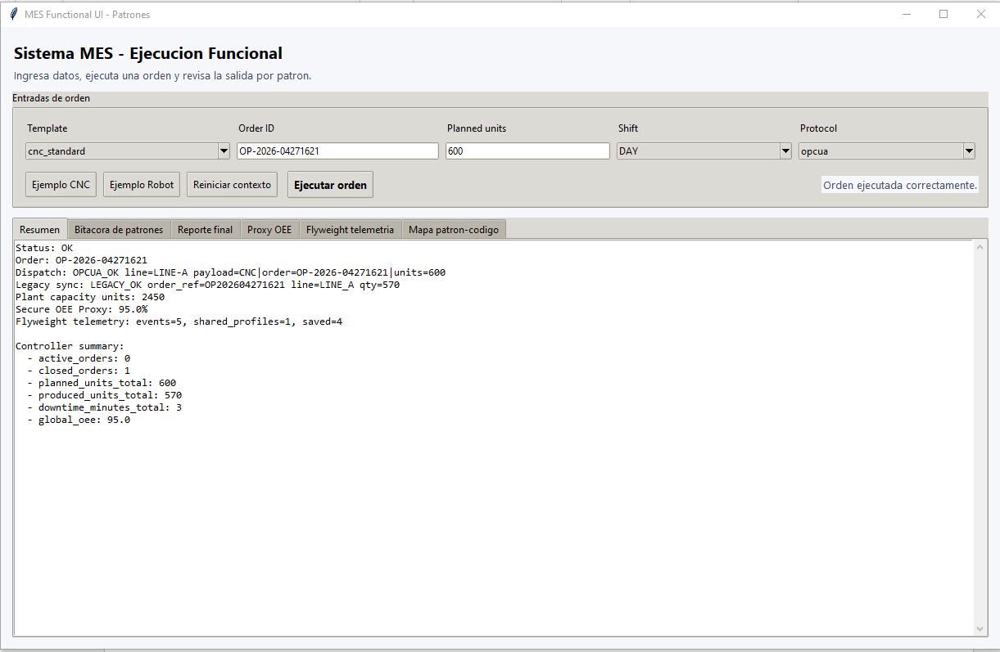 MES Functional UI - Patrones
Sistema MES - Ejecucion Funcional
Ingresa datos, ejecuta una orden y revisa la salida por patron.
Entradas de orden
Template Order ID Planned units Shift Protocol
cnc_standard OP-2026-04271621 600 DAY opcua
Ejemplo CNC Ejemplo Robot Reiniciar contexto Ejecutar orden Orden ejecutada correctamente.
Resumen Bitacora de patrones Reporte final Proxy OEE Flyweight telemetria Mapa patron-codigo
Status: OK
Order: OP-2026-04271621
Dispatch: OPCUA_OK line=LINE-A payload=CNC|order=OP-2026-04271621|units=600
Legacy sync: LEGACY_OK order_ref=OP202604271621 line=LINE_A qty=570
Plant capacity units: 2450
Secure OEE Proxy: 95.0%
Flyweight telemetry: events=5, shared_profiles=1, saved=4
Controller summary:
- active_orders: 0
- closed_orders: 1
- planned_units_total: 600
- produced_units_total: 570
- downtime_minutes_total: 3
- global_oee: 95.0